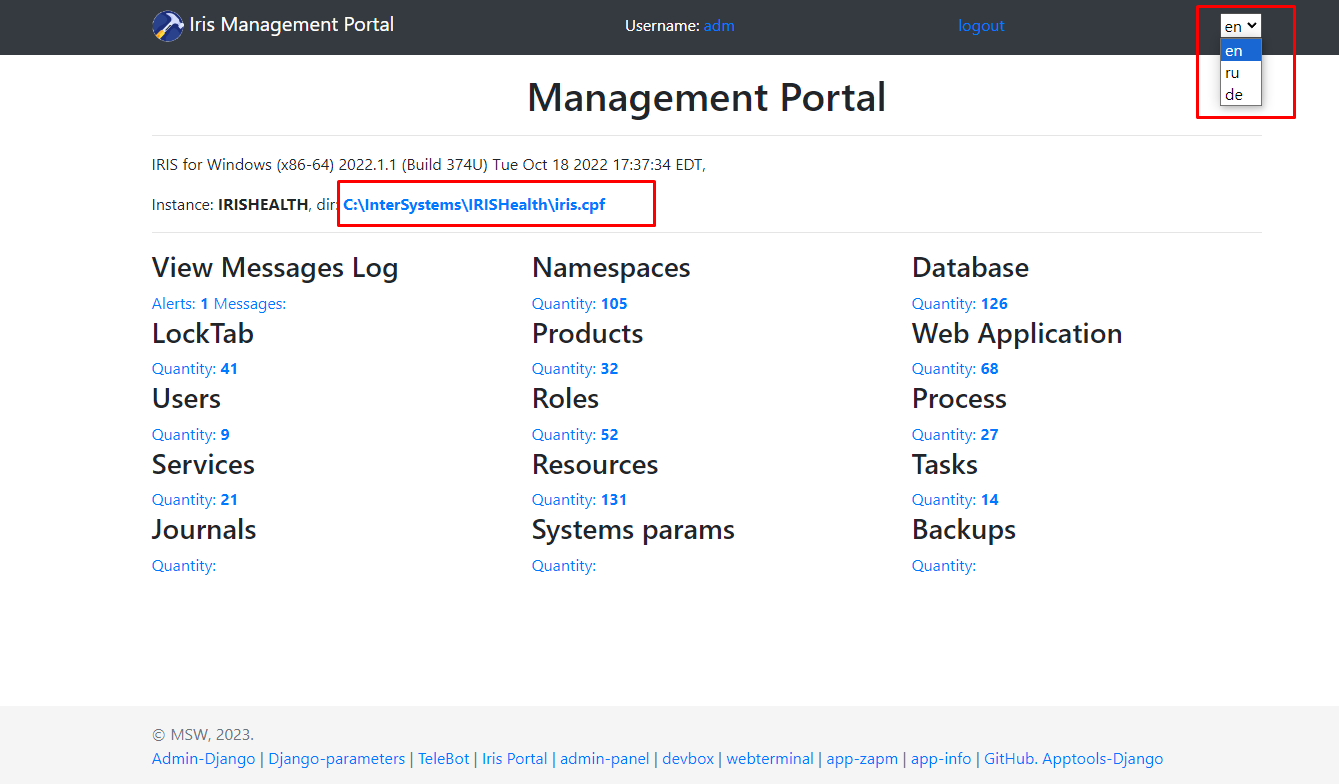 Iris Management Portal Username: adm logout en
en
ru
de
Management Portal
IRIS for Windows (x86-64) 2022.1.1 (Build 374U) Tue Oct 18 2022 17:37:34 EDT,
Instance: IRISHEALTH, dir: C:\InterSystems\IRISHealth\iris.cpf
View Messages Log Namespaces Database
Alerts: 1 Messages: Quantity: 105 Quantity: 126
LockTab Products Web Application
Quantity: 41 Quantity: 32 Quantity: 68
Users Roles Process
Quantity: 9 Quantity: 52 Quantity: 27
Services Resources Tasks
Quantity: 21 Quantity: 131 Quantity: 14
Journals Systems params Backups
Quantity: Quantity: Quantity:
© MSW, 2023.
Admin-Django | Django-parameters | TeleBot | Iris Portal | admin-panel | devbox | webterminal | app-zapm | app-info | GitHub. Apptools-Django